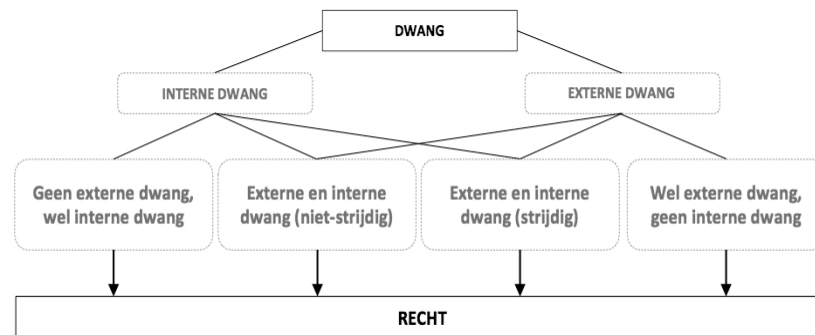 DWANG
INTERNE DWANG
EXTERNE DWANG
Geen externe dwang,
wel interne dwang
Externe en interne
dwang (niet-strijdig)
Externe en interne
dwang (strijdig)
Wel externe dwang,
geen interne dwang
RECHT